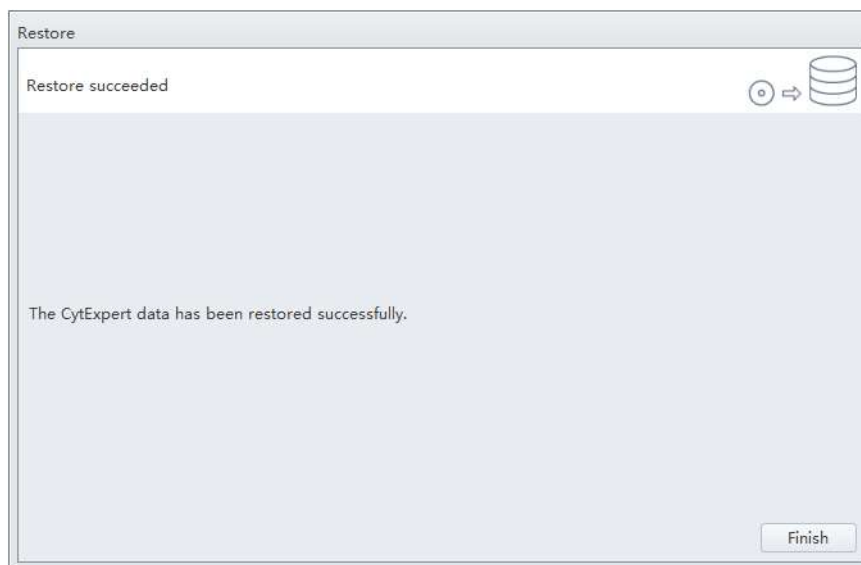 Restore
Restore succeeded
The CytExpert data has been restored successfully.
Finish